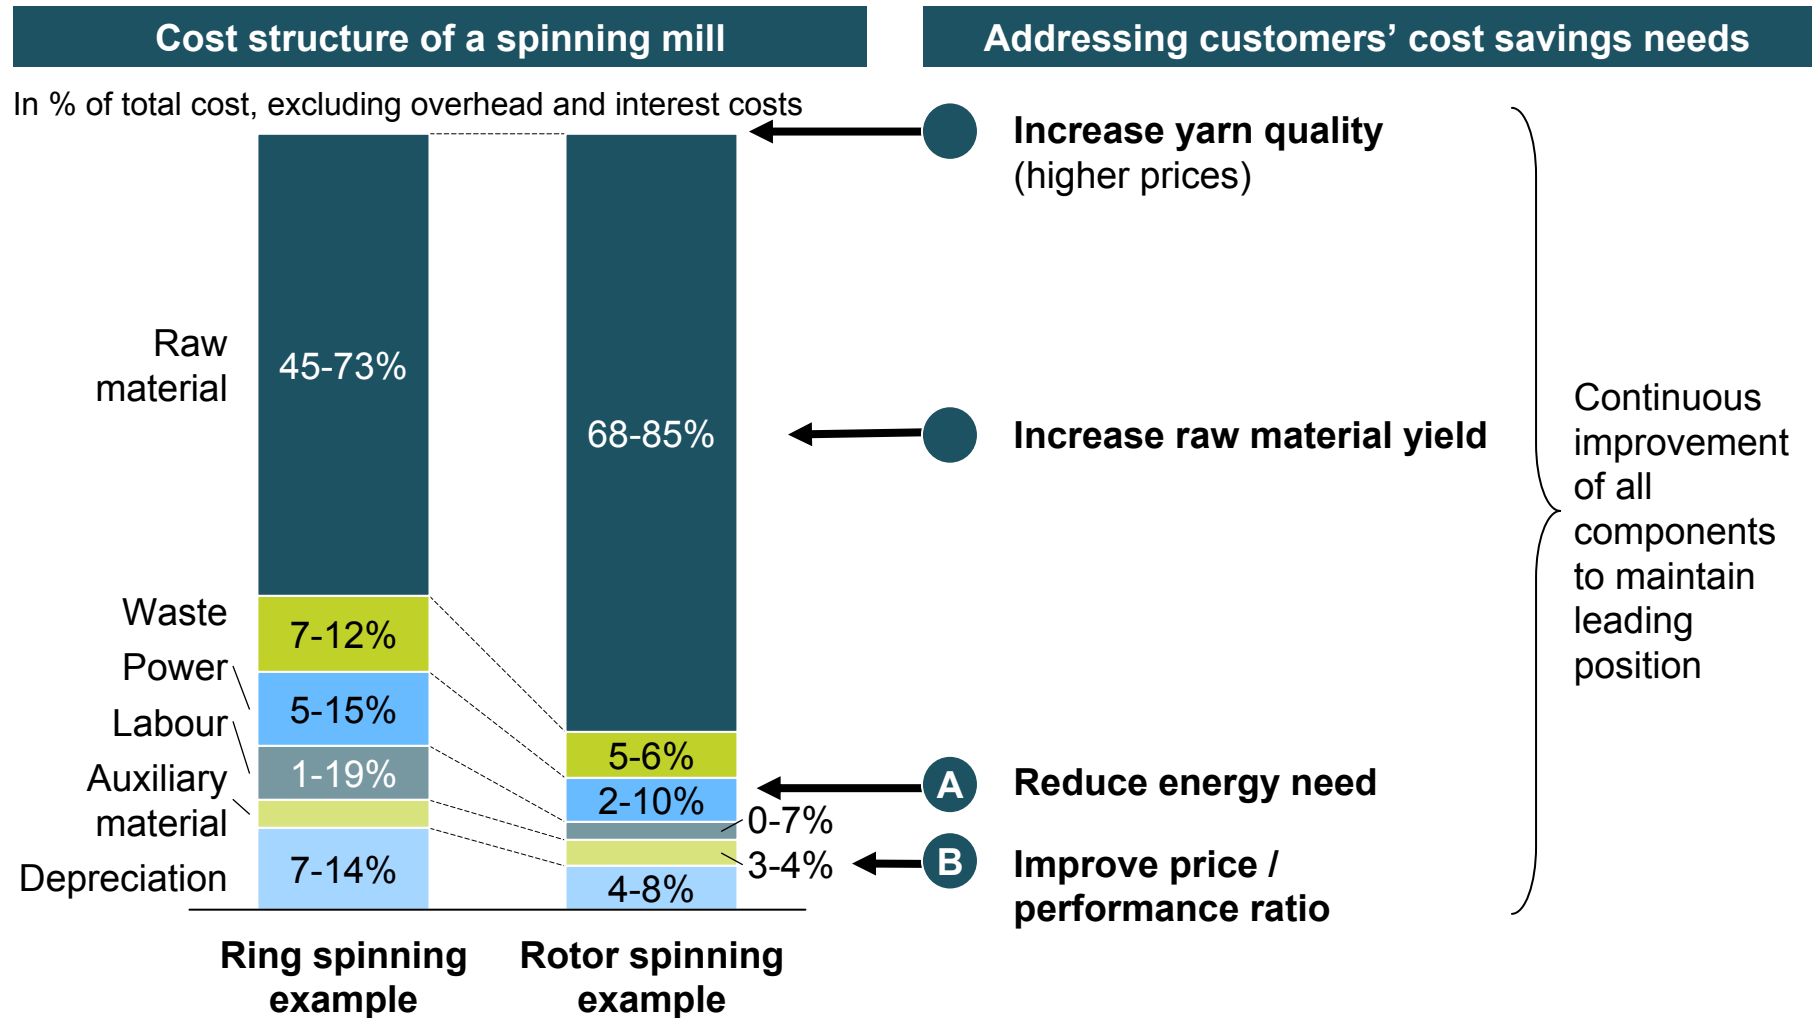 Cost structure of a spinning mill
In % of total cost, excluding overhead and interest costs
Raw
material
Waste
Power
Labour
Auxiliary
material
Depreciation
45-73%
7-12%
5-15%
1-19%
7-14%
68-85%
5-6%
2-10%
0-7%
3-4%
4-8%
Ring spinning
example
Rotor spinning
example
Addressing customers’ cost savings needs
Increase yarn quality
(higher prices)
Increase raw material yield
A
Reduce energy need
B
Improve price /
performance ratio
Continuous
improvement
of all
components
to maintain
leading
position